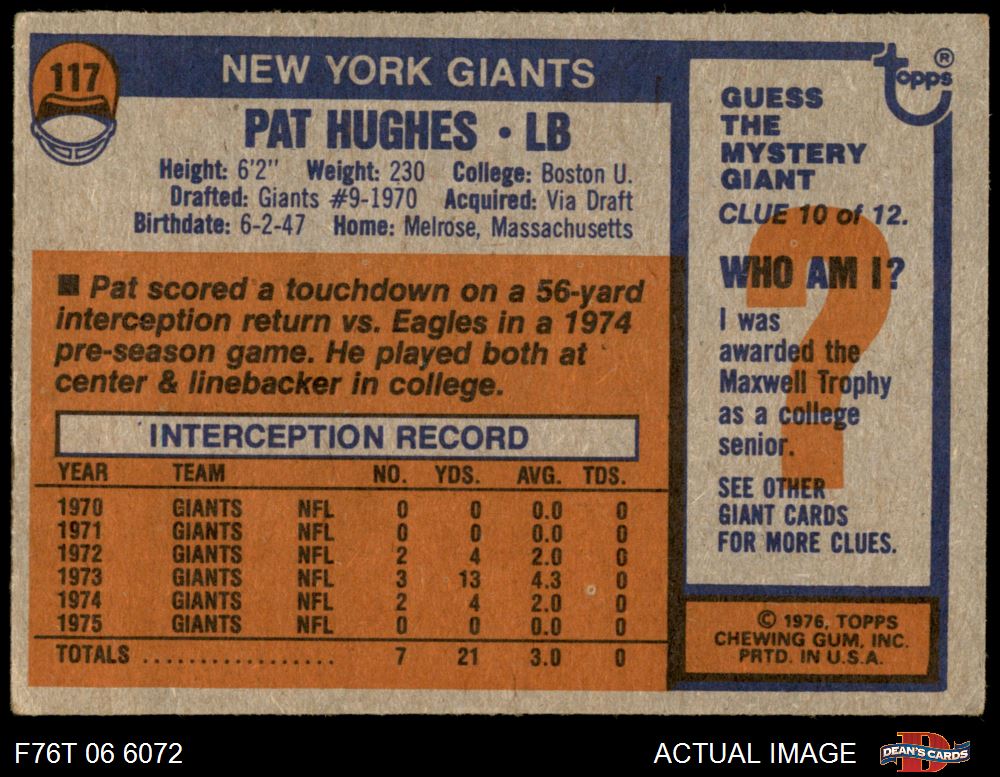 117
NEW YORK GIANTS
PAT HUGHES • LB
Height: 6'2" Weight: 230 College: Boston U.
Drafted: Giants #9-1970 Acquired: Via Draft
Birthdate: 6-2-47 Home: Melrose, Massachusetts
■ Pat scored a touchdown on a 56-yard
interception return vs. Eagles in a 1974
pre-season game. He played both at
center & linebacker in college.
INTERCEPTION RECORD
YEAR TEAM NO. YDS. AVG. TDS.
1970 GIANTS NFL 0 0 0.0 0
1971 GIANTS NFL 0 0 0.0 0
1972 GIANTS NFL 2 4 2.0 0
1973 GIANTS NFL 3 13 4.3 0
1974 GIANTS NFL 2 4 2.0 0
1975 GIANTS NFL 0 0 0.0 0
TOTALS .................. 7 21 3.0 0
topps®
GUESS
THE
MYSTERY
GIANT
CLUE 10 of 12.
?
WHO AM I?
I was
awarded the
Maxwell Trophy
as a college
senior.
SEE OTHER
GIANT CARDS
FOR MORE CLUES.
© 1976, TOPPS
CHEWING GUM, INC.
PRTD. IN U.S.A.
F76T 06 6072
ACTUAL IMAGE
D
DEAN'S CARDS